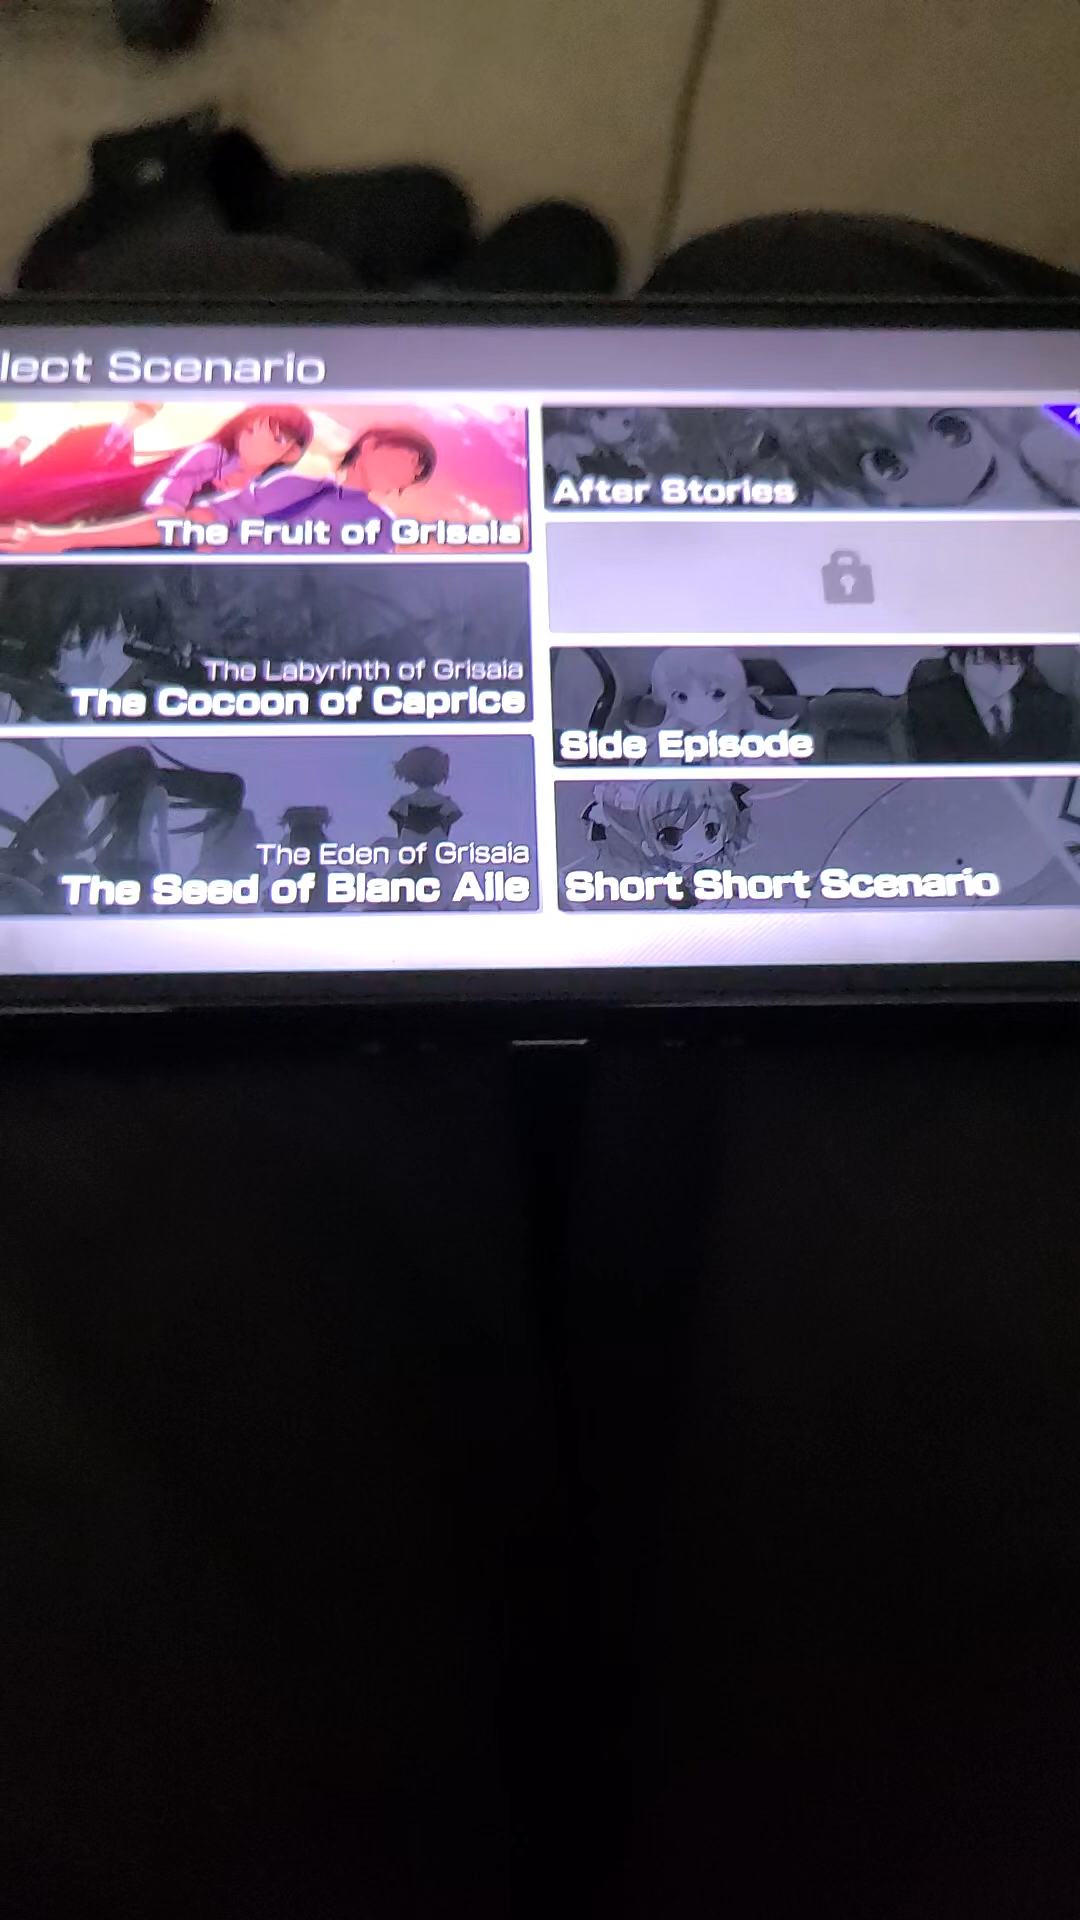 lect Scenario
The Fruit of Grisaia
The Labyrinth of Grisaia
The Cocoon of Caprice
The Eden of Grisaia
The Seed of Blanc Aile
After Stories
Side Episode
Short Short Scenario